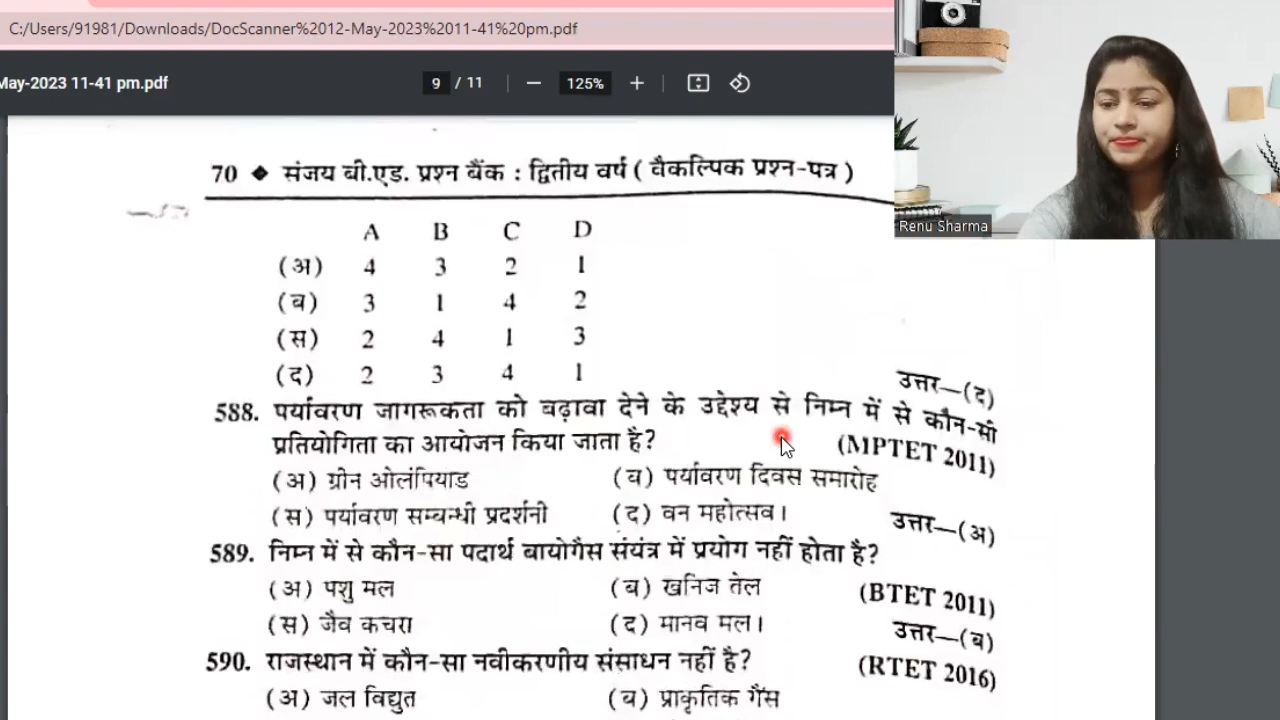 C:/Users/91981/Downloads/DocScanner%2012-May-2023%2011-41%20pm.pdf
May-2023 11-41 pm.pdf
9 / 11
125%
Renu Sharma
70 ◆ संजय बी.एड. प्रश्न बैंक : द्वितीय वर्ष ( वैकल्पिक प्रश्न-पत्र )
A B C D
(अ) 4 3 2 1
(ब) 3 1 4 2
(स) 2 4 1 3
(द) 2 3 4 1
उत्तर—(द)
588. पर्यावरण जागरूकता को बढ़ावा देने के उद्देश्य से निम्न में से कौन-सी
प्रतियोगिता का आयोजन किया जाता है? (MPTET 2011)
(अ) ग्रीन ओलंपियाड (ब) पर्यावरण दिवस समारोह
(स) पर्यावरण सम्बन्धी प्रदर्शनी (द) वन महोत्सव।
उत्तर—(अ)
589. निम्न में से कौन-सा पदार्थ बायोगैस संयंत्र में प्रयोग नहीं होता है?
(अ) पशु मल (ब) खनिज तेल (BTET 2011)
(स) जैव कचरा (द) मानव मल। उत्तर—(ब)
590. राजस्थान में कौन-सा नवीकरणीय संसाधन नहीं है? (RTET 2016)
(अ) जल विद्युत (ब) प्राकृतिक गैस